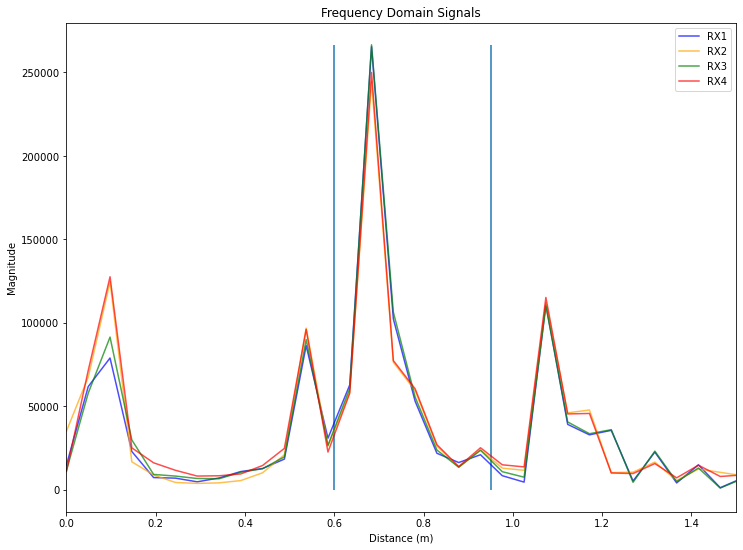 Frequency Domain Signals
RX1
RX2
RX3
RX4
Magnitude
250000
200000
150000
100000
50000
0
0.0 0.2 0.4 0.6 0.8 1.0 1.2 1.4
Distance (m)